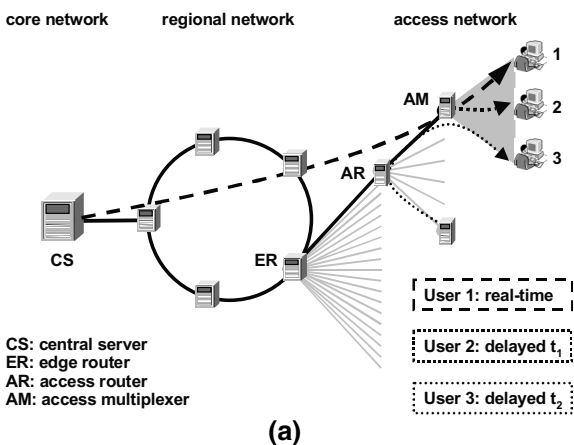 core network regional network access network
1
AM
2
3
AR
CS
ER
User 1: real-time
User 2: delayed t₁
User 3: delayed t₂
CS: central server
ER: edge router
AR: access router
AM: access multiplexer
(a)